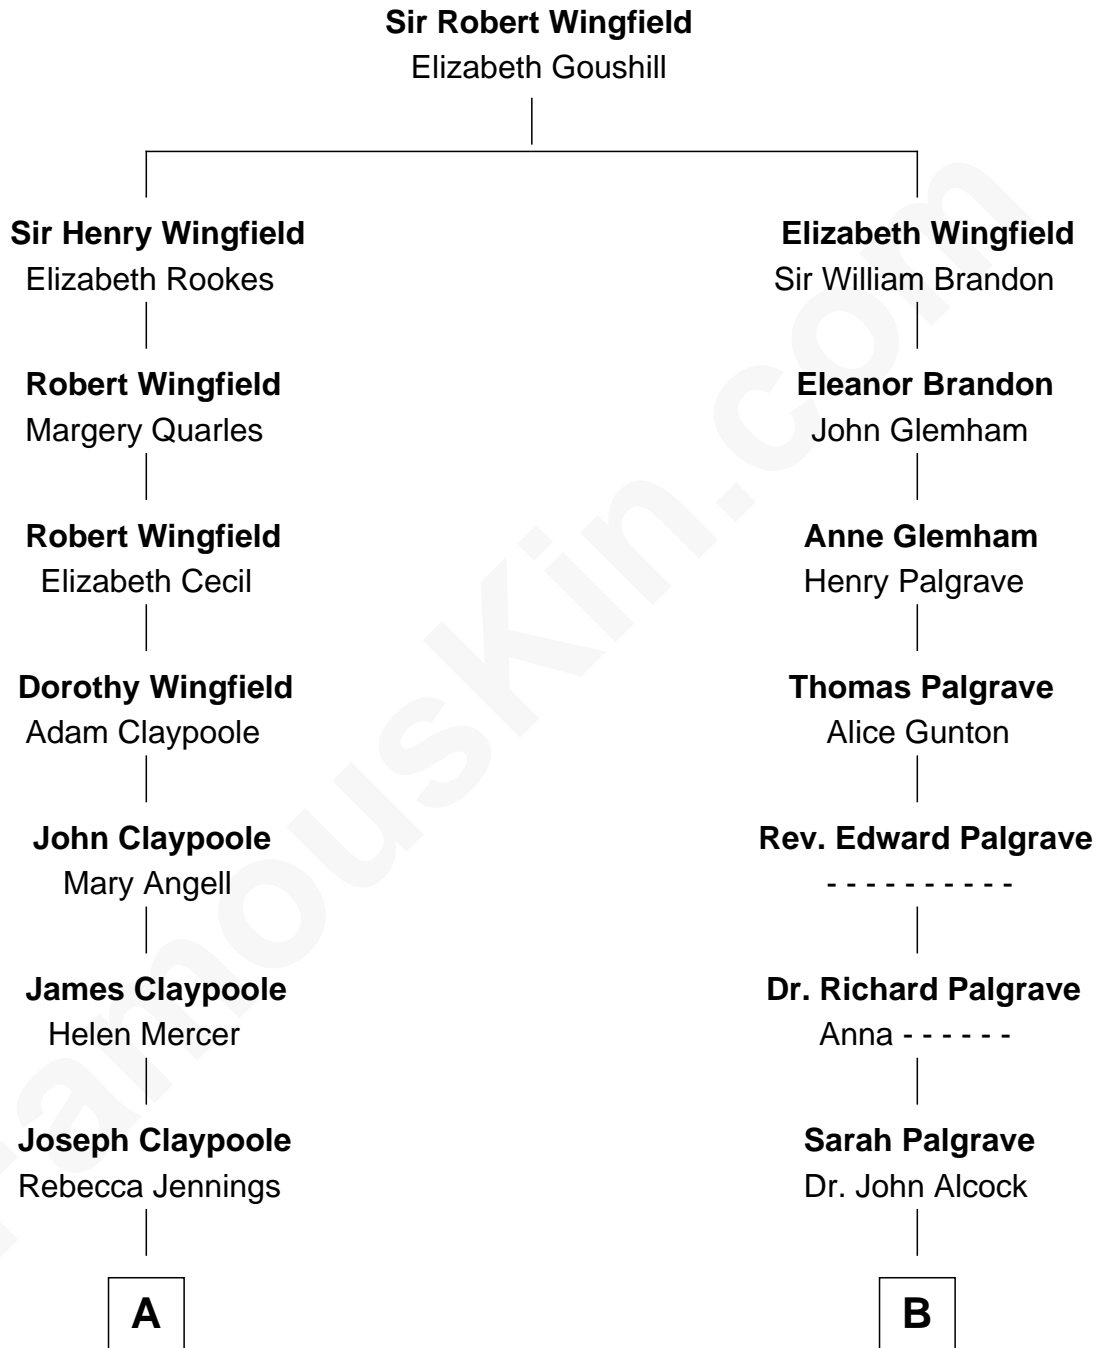 Sir Robert Wingfield
Elizabeth Goushill
Sir Henry Wingfield
Elizabeth Rookes
Elizabeth Wingfield
Sir William Brandon
Robert Wingfield
Margery Quarles
Eleanor Brandon
John Glemham
Robert Wingfield
Elizabeth Cecil
Anne Glemham
Henry Palgrave
Dorothy Wingfield
Adam Claypoole
Thomas Palgrave
Alice Gunton
John Claypoole
Mary Angell
Rev. Edward Palgrave
- - - - - - - - - -
James Claypoole
Helen Mercer
Dr. Richard Palgrave
Anna - - - - - -
Joseph Claypoole
Rebecca Jennings
Sarah Palgrave
Dr. John Alcock
A
B
FamousKin.com